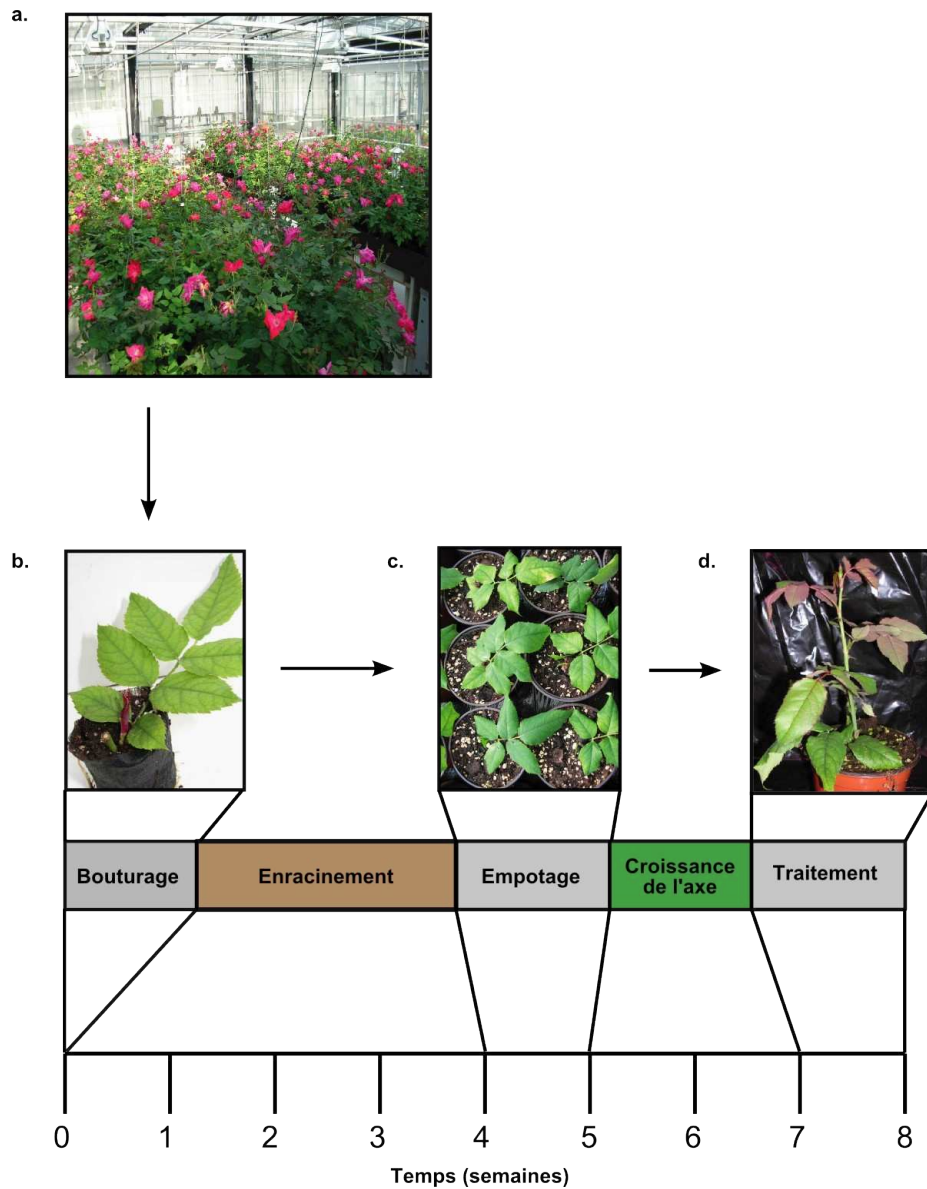 a.
b.
c.
d.
Bouturage
Enracinement
Empotage
Croissance
de l'axe
Traitement
0 1 2 3 4 5 6 7 8
Temps (semaines)